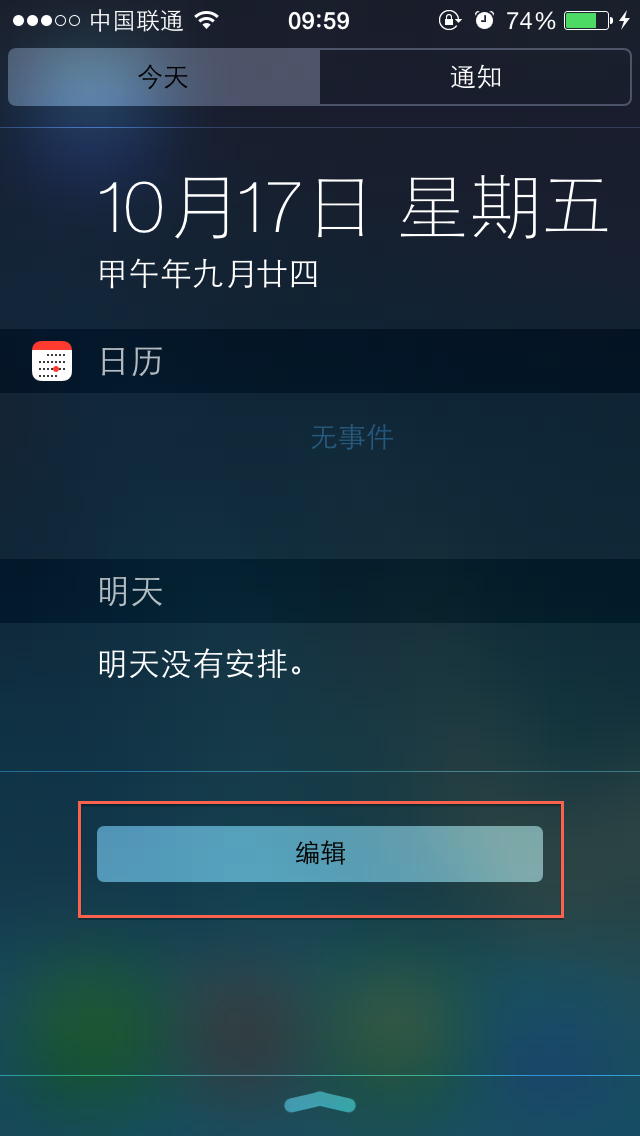 中国联通 09:59 74%
今天 通知
10月17日 星期五
甲午年九月廿四
日历
无事件
明天
明天没有安排。
编辑